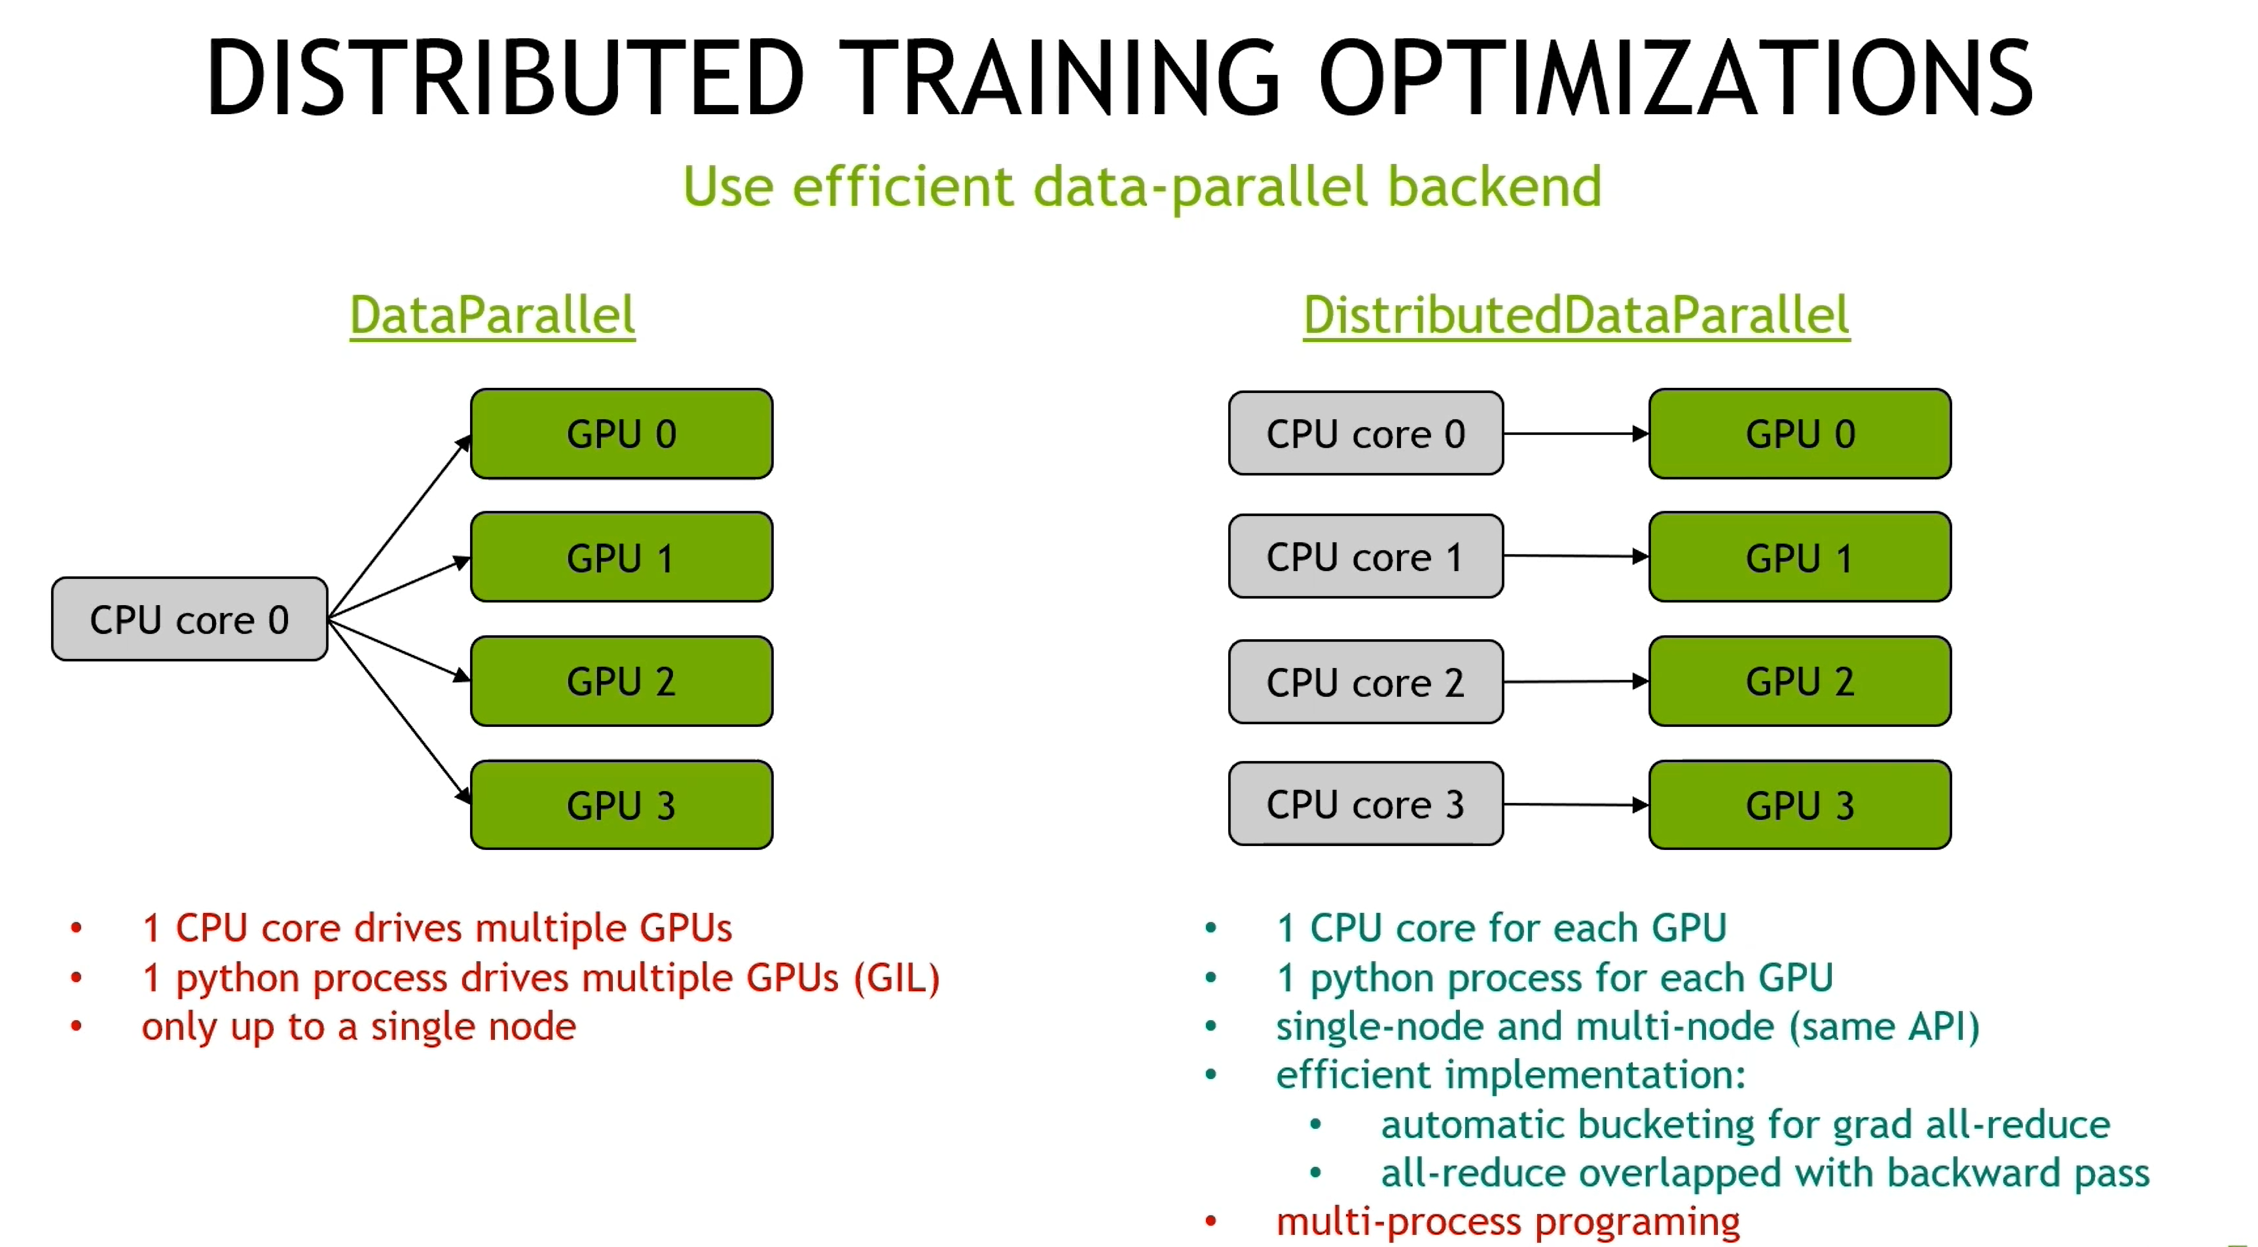 DISTRIBUTED TRAINING OPTIMIZATIONS
Use efficient data-parallel backend
DataParallel
CPU core 0
GPU 0
GPU 1
GPU 2
GPU 3
• 1 CPU core drives multiple GPUs
• 1 python process drives multiple GPUs (GIL)
• only up to a single node
DistributedDataParallel
CPU core 0
GPU 0
CPU core 1
GPU 1
CPU core 2
GPU 2
CPU core 3
GPU 3
• 1 CPU core for each GPU
• 1 python process for each GPU
• single-node and multi-node (same API)
• efficient implementation:
• automatic bucketing for grad all-reduce
• all-reduce overlapped with backward pass
• multi-process programing